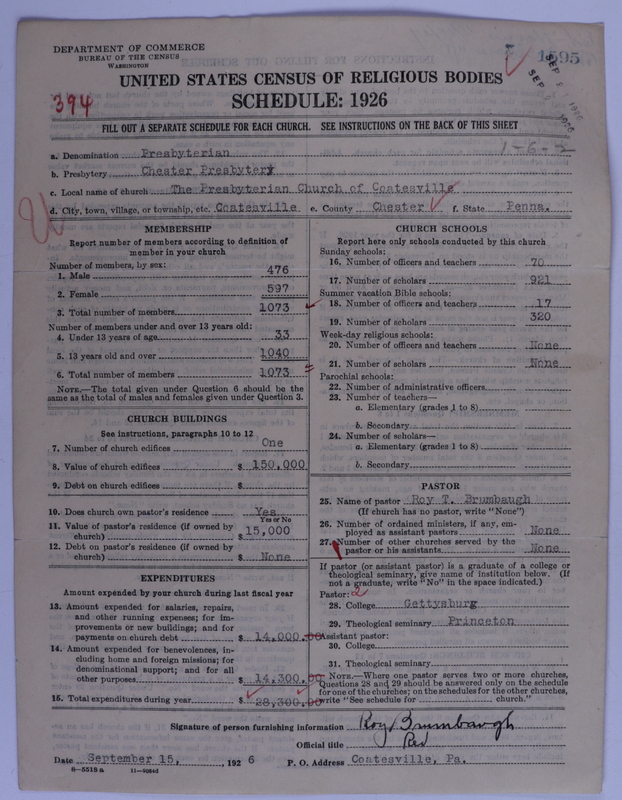 DEPARTMENT OF COMMERCE
BUREAU OF THE CENSUS
WASHINGTON
1595
UNITED STATES CENSUS OF RELIGIOUS BODIES
394
SCHEDULE: 1926
FILL OUT A SEPARATE SCHEDULE FOR EACH CHURCH. SEE INSTRUCTIONS ON THE BACK OF THIS SHEET
1-6-2
a. Denomination Presbyterian
b. Presbytery Chester Presbytery
c. Local name of church The Presbyterian Church of Coatesville
d. City, town, village, or township, etc. Coatesville e. County Chester f. State Penna.
MEMBERSHIP
Report number of members according to definition of member in your church
Number of members, by sex:
1. Male 476
2. Female 597
3. Total number of members 1073
Number of members under and over 13 years old:
4. Under 13 years of age 33
5. 13 years old and over 1040
6. Total number of members 1073
NOTE.—The total given under Question 6 should be the
same as the total of males and females given under Question 3.
CHURCH BUILDINGS
See instructions, paragraphs 10 to 12
7. Number of church edifices One
8. Value of church edifices $ 150,000
9. Debt on church edifices $
10. Does church own pastor's residence Yes
Yes or No
11. Value of pastor's residence (if owned by
church) $ 15,000
12. Debt on pastor's residence (if owned by
church) $ None
EXPENDITURES
Amount expended by your church during last fiscal year
13. Amount expended for salaries, repairs,
and other running expenses; for im-
provements or new buildings; and for
payments on church debt $ 14,000.00
14. Amount expended for benevolences, in-
cluding home and foreign missions; for
denominational support; and for all
other purposes $ 14,300.00
15. Total expenditures during year $ 28,300.00
CHURCH SCHOOLS
Report here only schools conducted by this church
Sunday schools:
16. Number of officers and teachers 70
17. Number of scholars 921
Summer vacation Bible schools:
18. Number of officers and teachers 17
19. Number of scholars 320
Week-day religious schools:
20. Number of officers and teachers None
21. Number of scholars None
Parochial schools:
22. Number of administrative officers
23. Number of teachers—
a. Elementary (grades 1 to 8)
b. Secondary
24. Number of scholars—
a. Elementary (grades 1 to 8)
b. Secondary
PASTOR
25. Name of pastor Roy T. Brumbaugh
(If church has no pastor, write "None")
26. Number of ordained ministers, if any, em-
ployed as assistant pastors None
27. Number of other churches served by the
pastor or his assistants None
If pastor (or assistant pastor) is a graduate of a college or
theological seminary, give name of institution below. (If
not a graduate, write "No" in the space indicated.)
Pastor: 2
28. College Gettysburg
29. Theological seminary Princeton
Assistant pastor:
30. College
31. Theological seminary
NOTE.—Where one pastor serves two or more churches,
Questions 28 and 29 should be answered only on the schedule
for one of the churches; on the schedules for the other churches,
write "See schedule for church."
Signature of person furnishing information Roy Brumbaugh
Official title Rev
Date September 15, 1926 P. O. Address Coatesville, Pa.
8—5518 a 11—9084d